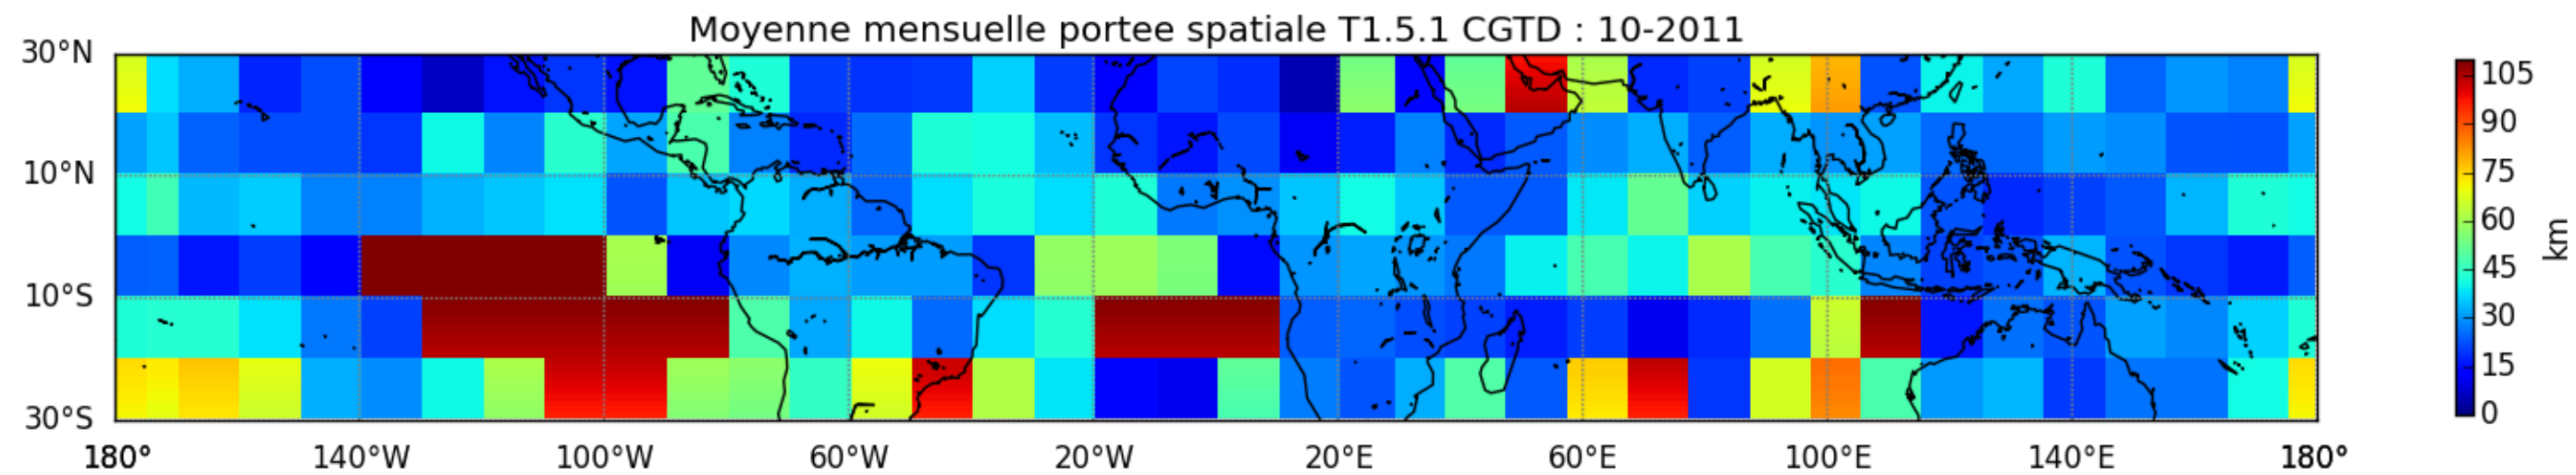 Moyenne mensuelle portee spatiale T1.5.1 CGTD : 10-2011
30°N
10°N
10°S
30°S
180° 140°W 100°W 60°W 20°W 20°E 60°E 100°E 140°E 180°
105
90
75
60
45
30
15
0
km